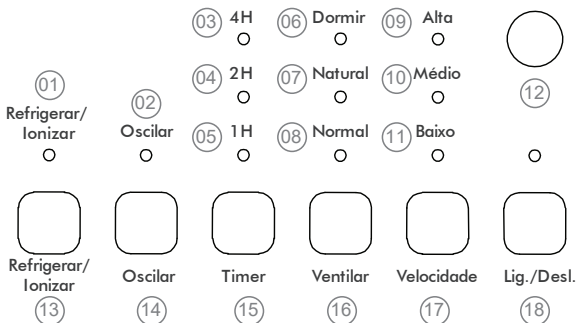 03 4H 06 Dormir 09 Alta
04 2H 07 Natural 10 Médio 12
01
Refrigerar/
Ionizar
02
Oscilar
05 1H 08 Normal 11 Baixo
Refrigerar/
Ionizar
Oscilar Timer Ventilar Velocidade Lig./Desl.
13 14 15 16 17 18